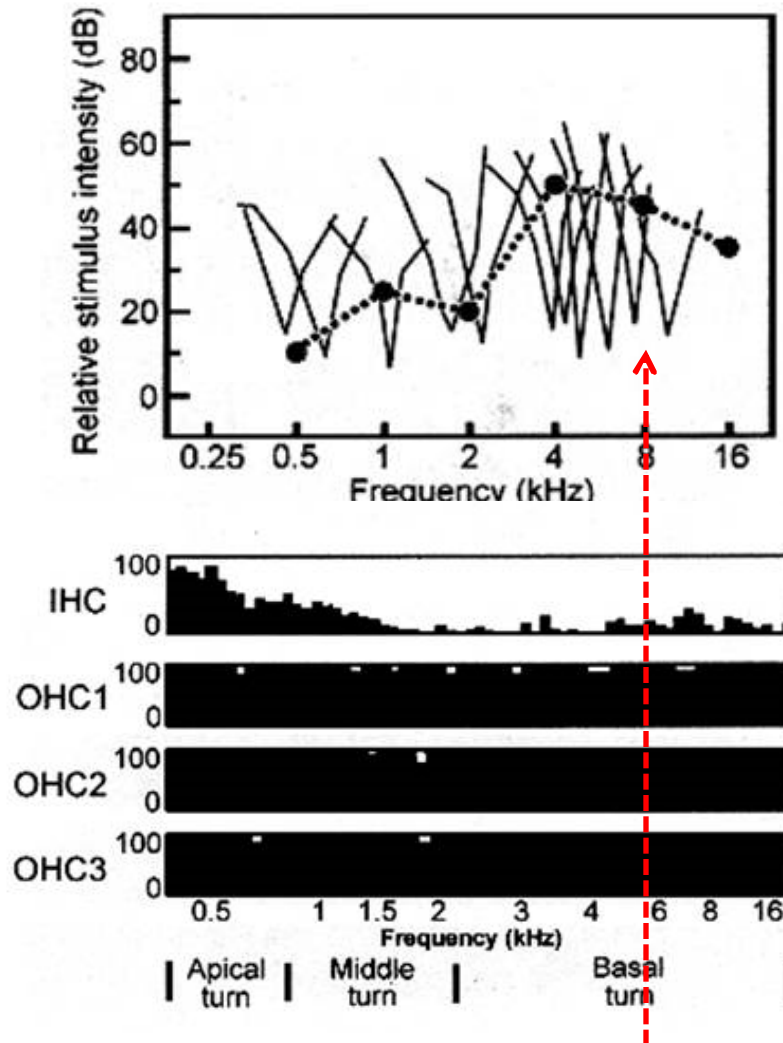 Relative stimulus intensity (dB)
80
60
40
20
0
0.25 0.5 1 2 4 8 16
Frequency (kHz)
IHC
100
0
OHC1
100
0
OHC2
100
0
OHC3
100
0
0.5 1 1.5 2 3 4 6 8 16
Frequency (kHz)
Apical turn
Middle turn
Basal turn